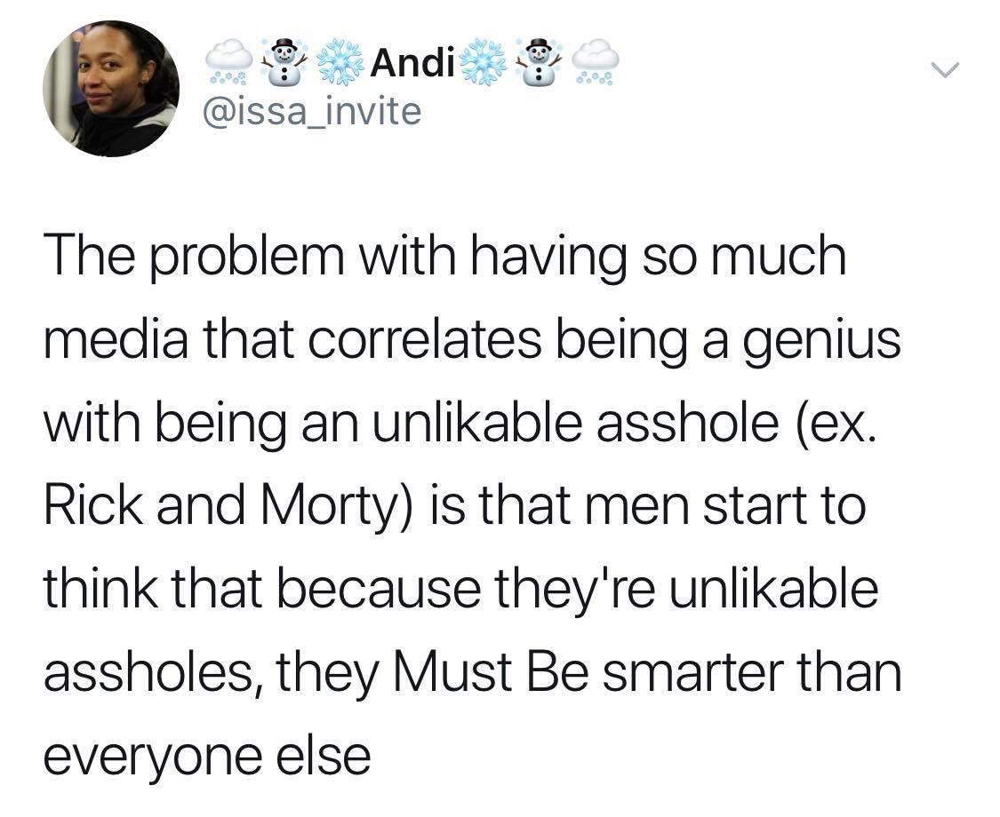 🌨️☃️❄️Andi❄️☃️🌨️
@issa_invite
The problem with having so much
media that correlates being a genius
with being an unlikable asshole (ex.
Rick and Morty) is that men start to
think that because they're unlikable
assholes, they Must Be smarter than
everyone else